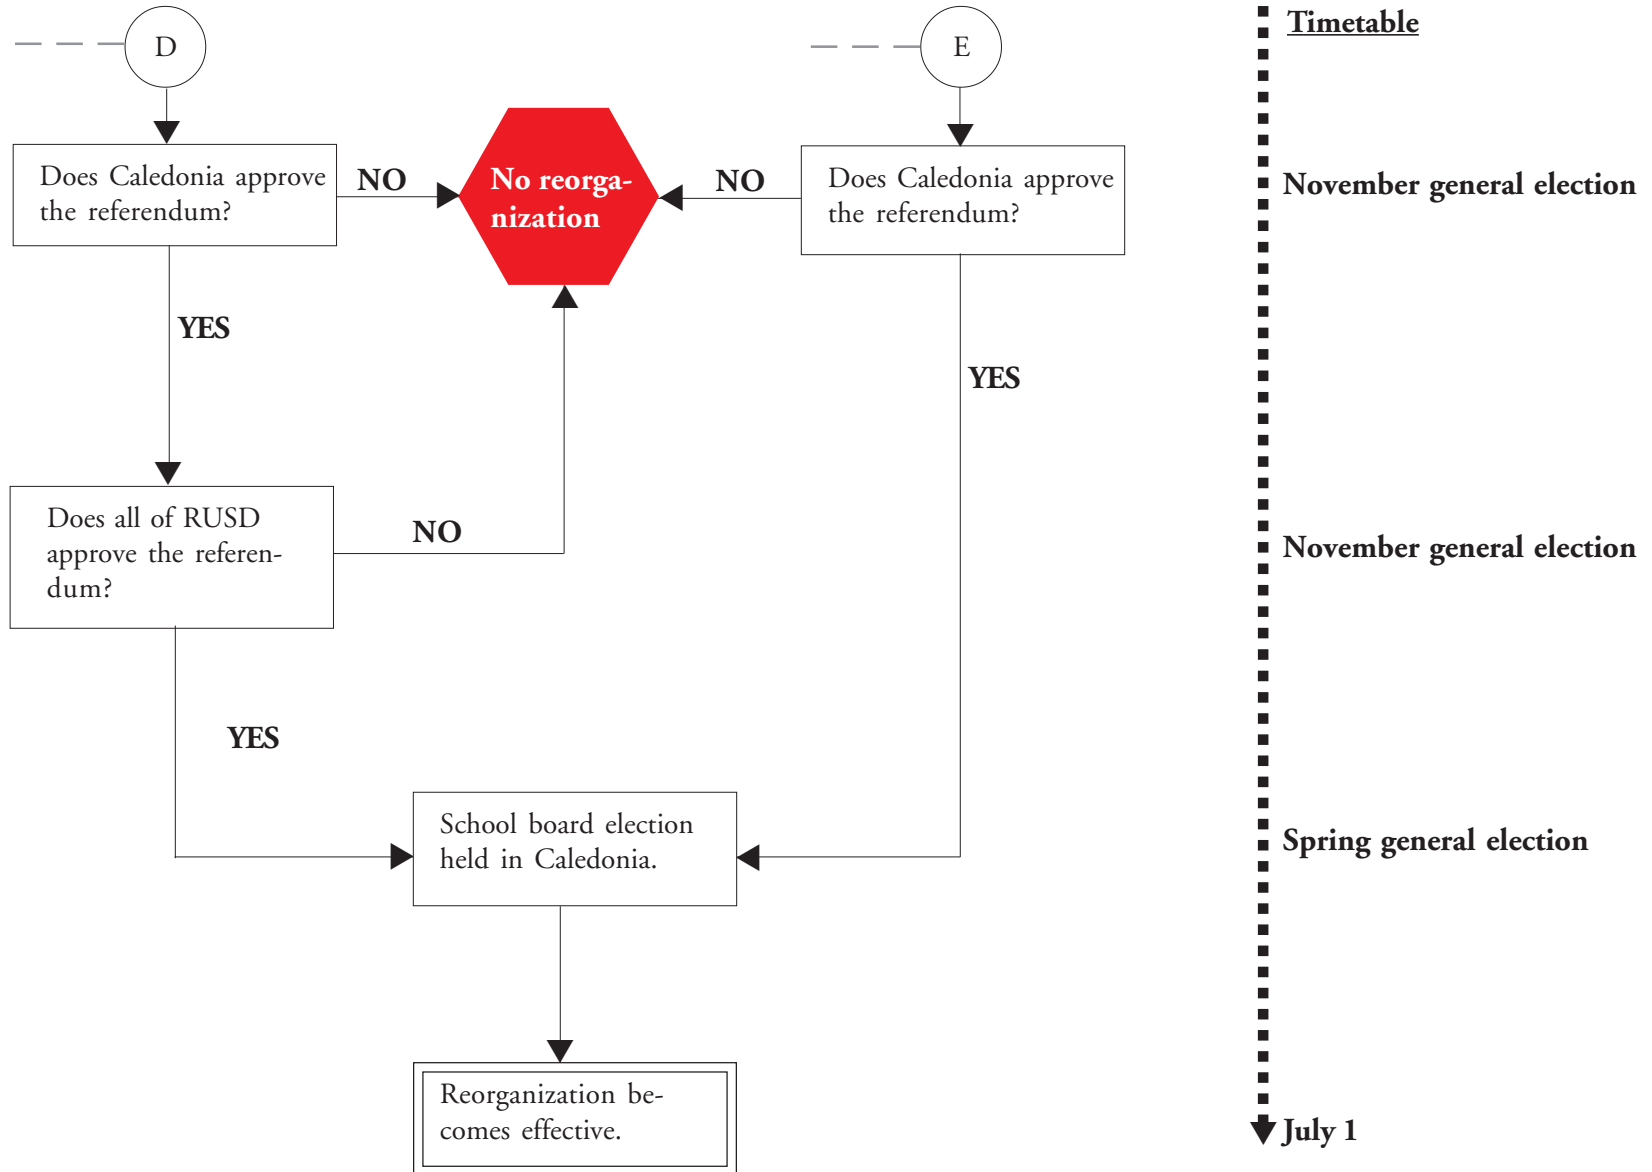 D
E
Timetable
Does Caledonia approve
the referendum?
NO
No reorga-
nization
NO
Does Caledonia approve
the referendum?
November general election
YES
YES
Does all of RUSD
approve the referen-
dum?
NO
November general election
YES
School board election
held in Caledonia.
Spring general election
Reorganization be-
comes effective.
July 1